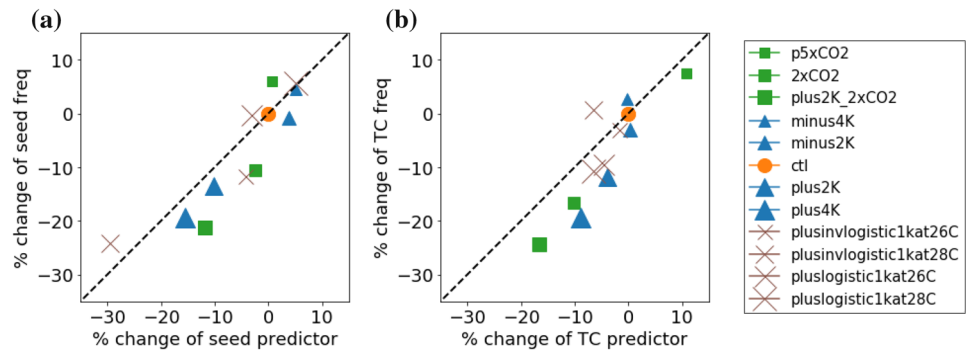 (a)
(b)
% change of seed freq
10
0
−10
−20
−30
−30 −20 −10 0 10
% change of seed predictor
% change of TC freq
10
0
−10
−20
−30
−30 −20 −10 0 10
% change of TC predictor
p5xCO2
2xCO2
plus2K_2xCO2
minus4K
minus2K
ctl
plus2K
plus4K
plusinvlogistic1kat26C
plusinvlogistic1kat28C
pluslogistic1kat26C
pluslogistic1kat28C